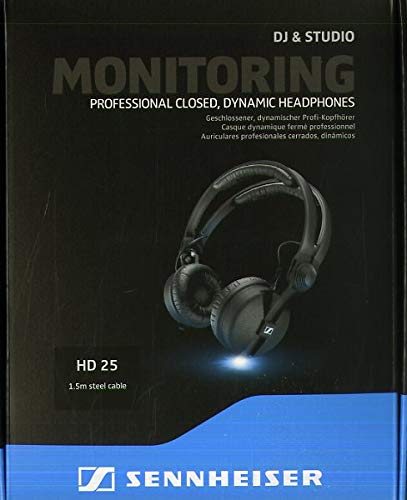 DJ & STUDIO
MONITORING
PROFESSIONAL CLOSED, DYNAMIC HEADPHONES
Geschlossener, dynamischer Profi-Kopfhörer
Casque dynamique fermé professionnel
Auriculares profesionales cerrados, dinámicos
HD 25
1.5m steel cable
SENNHEISER